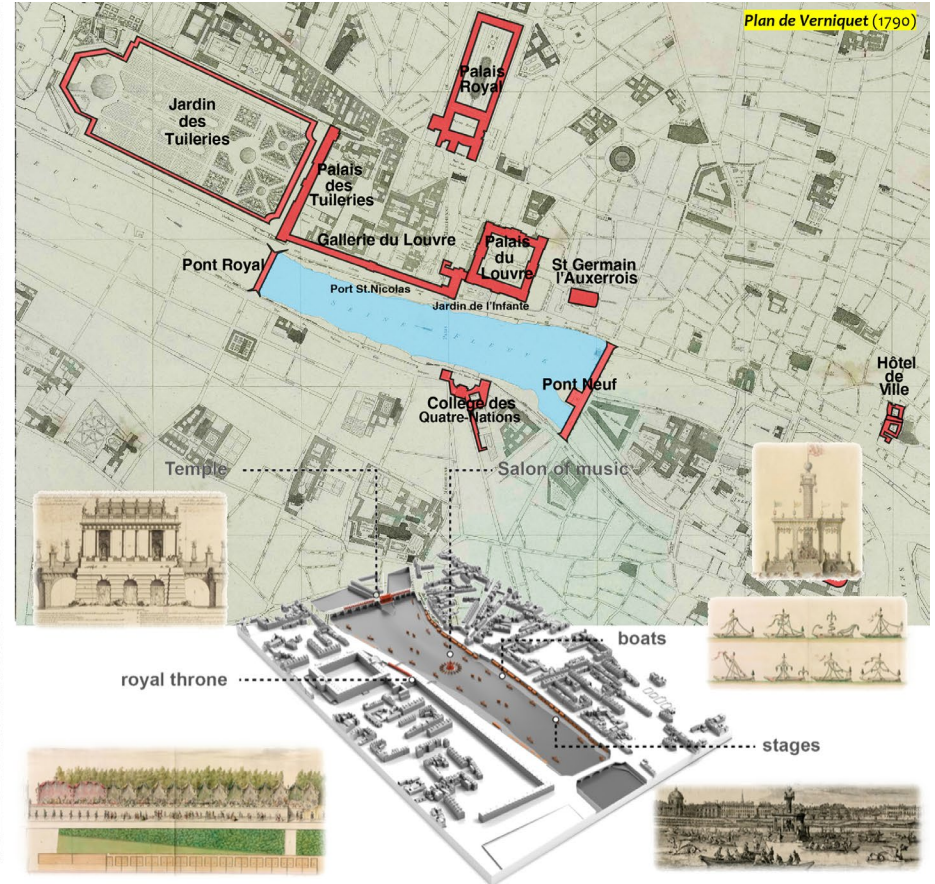 Plan de Verniquet (1790)
Palais
Royal
Jardin
des
Tuileries
Palais
des
Tuileries
Gallerie du Louvre
Palais
du
Louvre
St Germain
l'Auxerrois
Pont Royal
Port St.Nicolas
Jardin de l'Infante
Pont Neuf
Hôtel
de
Ville
Collège des
Quatre-Nations
Temple
Salon of music
boats
royal throne
stages